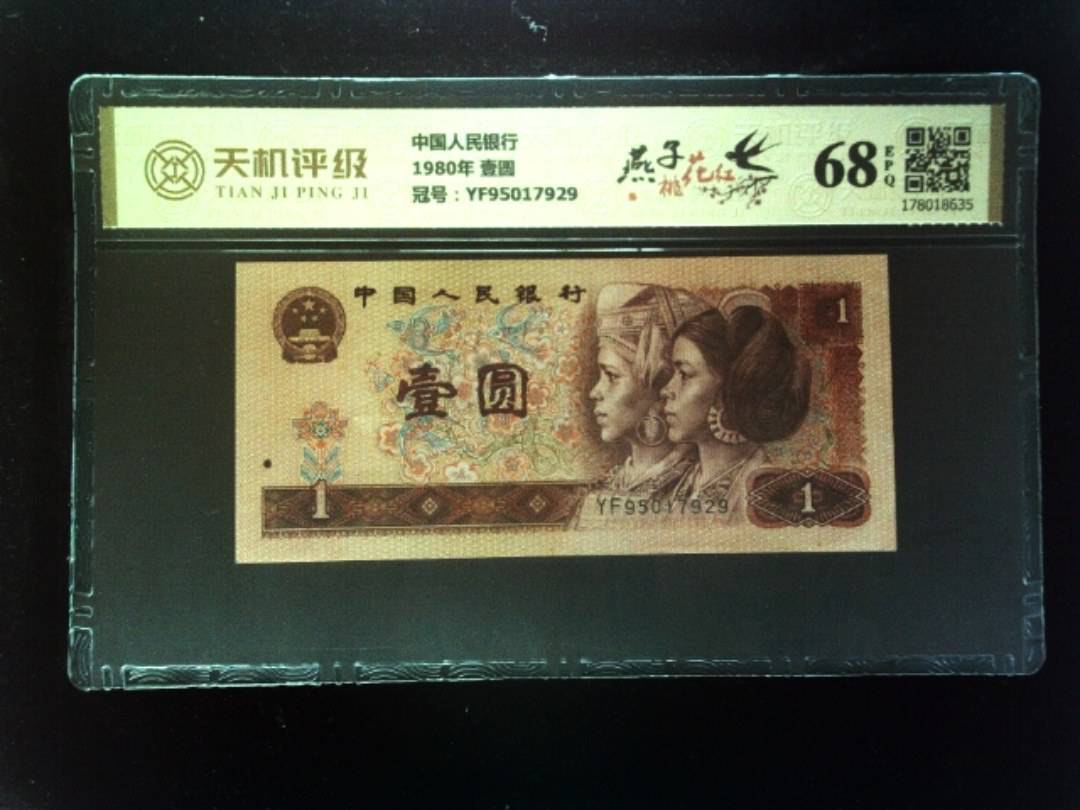 天机评级
TIAN JI PING JI
中国人民银行
1980年 壹圆
冠号：YF95017929
燕子
桃花红
68
EPQ
178018635
中国人民银行
1
壹圆
1
YF95017929
1